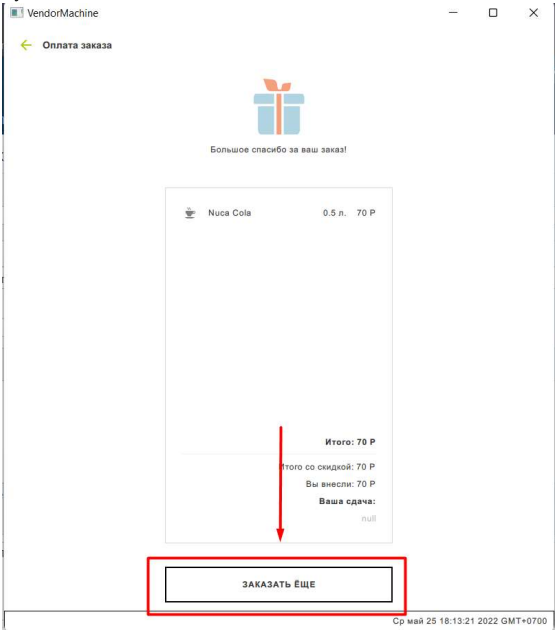 VendorMachine
Оплата заказа
Большое спасибо за ваш заказ!
Nuca Cola 0.5 л. 70 Р
Итого: 70 Р
Итого со скидкой: 70 Р
Вы внесли: 70 Р
Ваша сдача:
null
ЗАКАЗАТЬ ЁЩЕ
Ср май 25 18:13:21 2022 GMT+0700